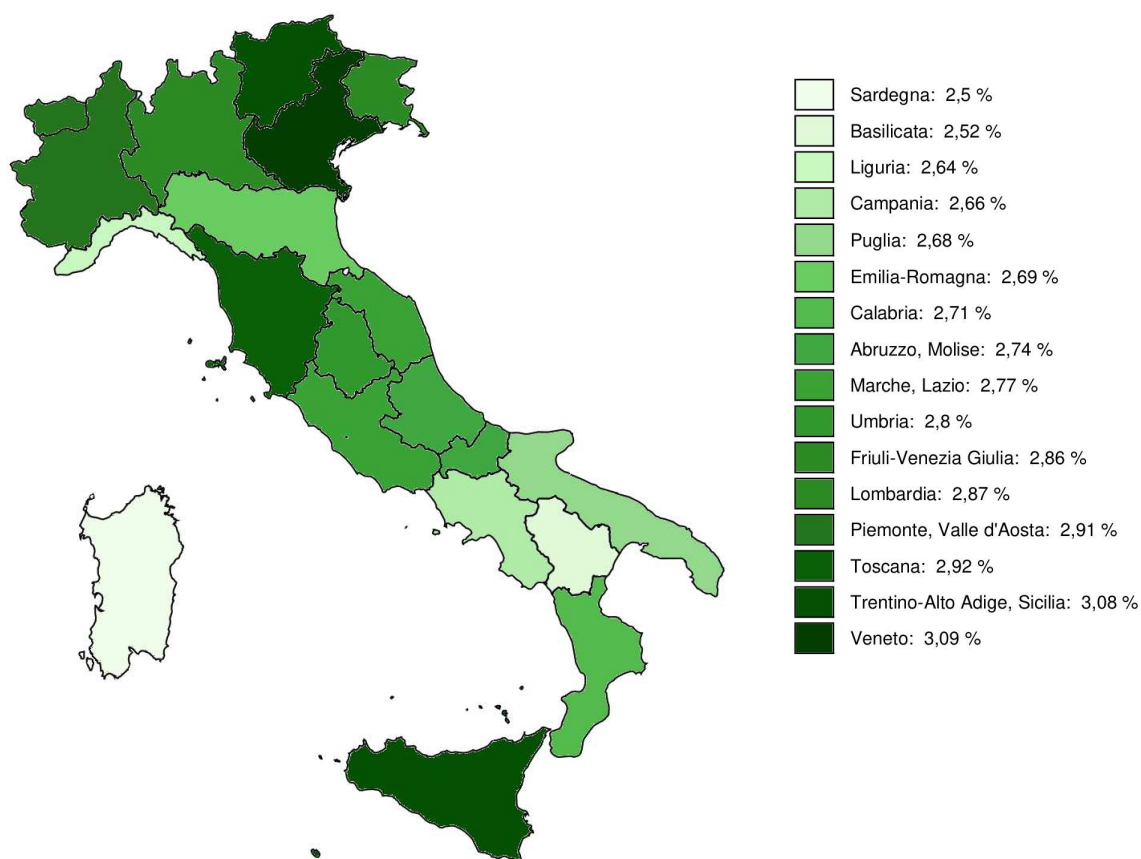 Sardegna: 2,5 %
Basilicata: 2,52 %
Liguria: 2,64 %
Campania: 2,66 %
Puglia: 2,68 %
Emilia-Romagna: 2,69 %
Calabria: 2,71 %
Abruzzo, Molise: 2,74 %
Marche, Lazio: 2,77 %
Umbria: 2,8 %
Friuli-Venezia Giulia: 2,86 %
Lombardia: 2,87 %
Piemonte, Valle d'Aosta: 2,91 %
Toscana: 2,92 %
Trentino-Alto Adige, Sicilia: 3,08 %
Veneto: 3,09 %